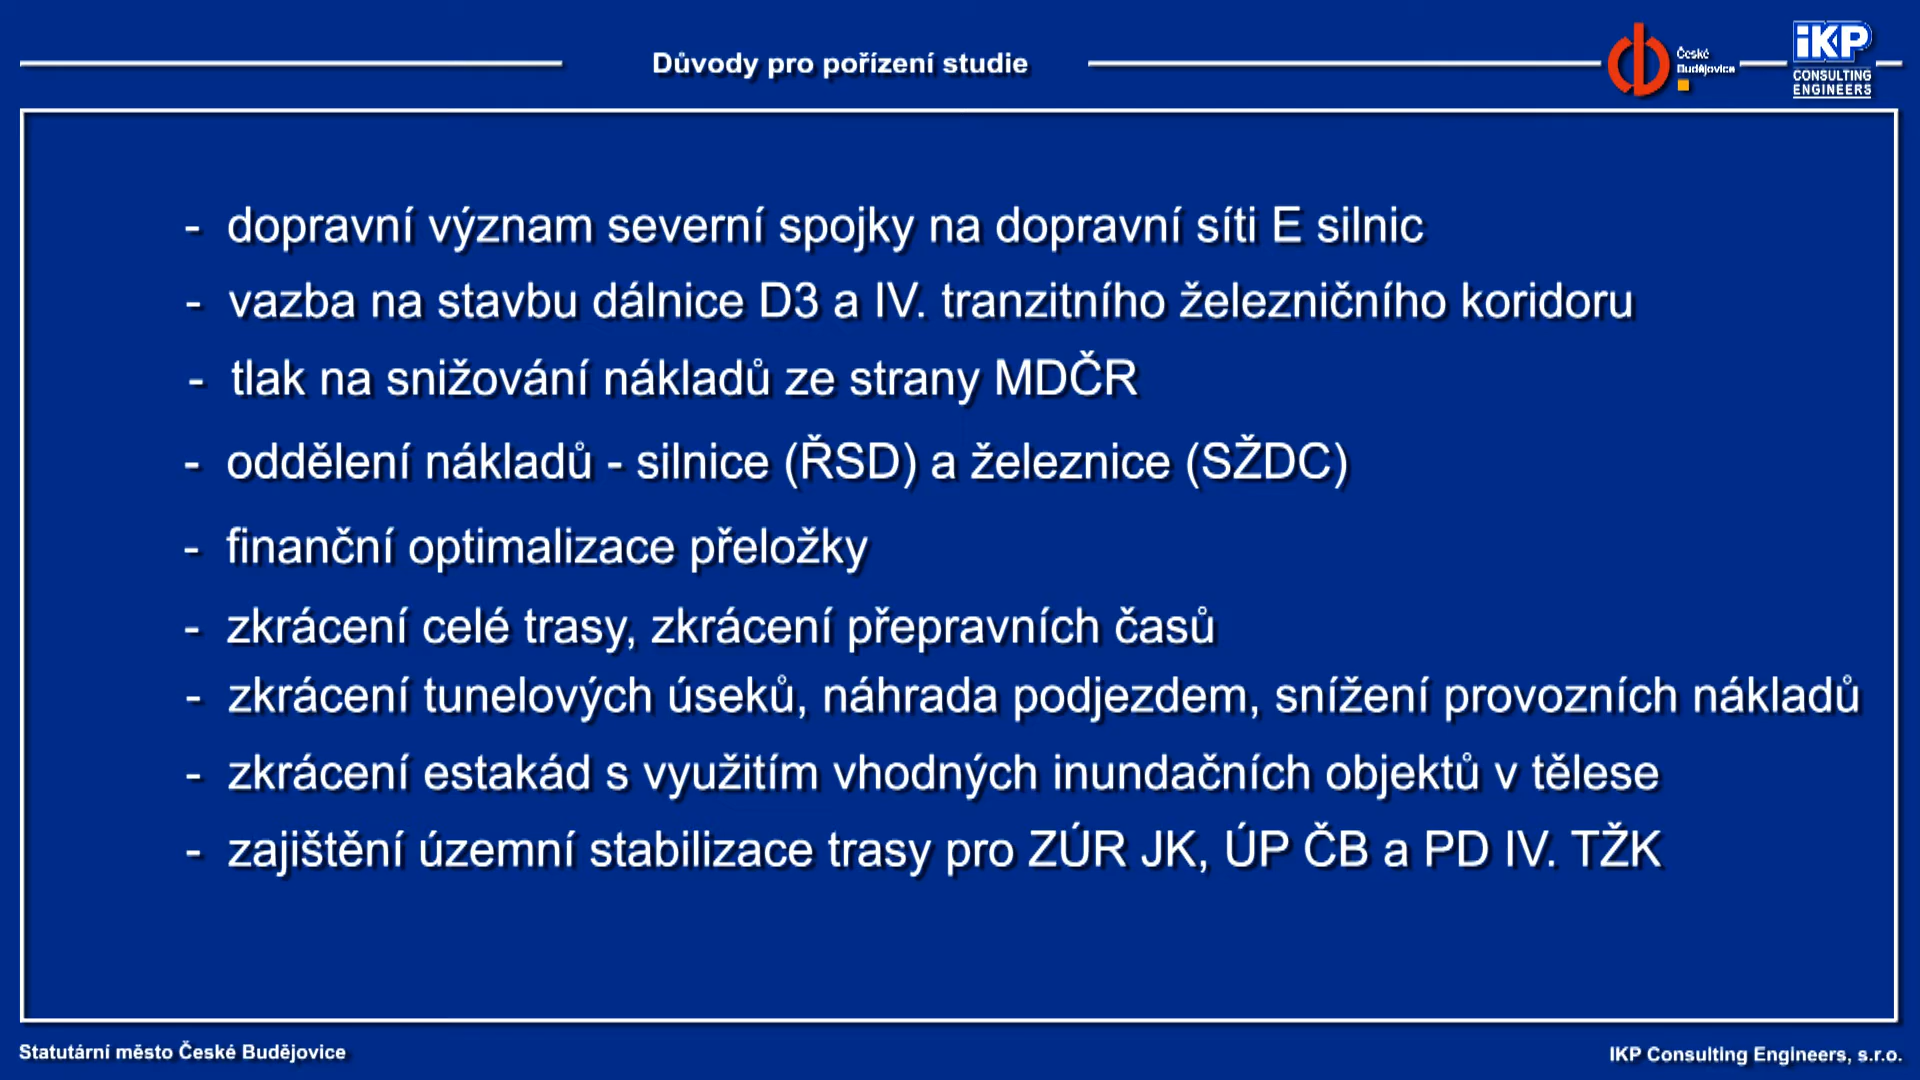 Důvody pro pořízení studie
České
Budějovice
iKP
CONSULTING
ENGINEERS
- dopravní význam severní spojky na dopravní síti E silnic
- vazba na stavbu dálnice D3 a IV. tranzitního železničního koridoru
- tlak na snižování nákladů ze strany MDČR
- oddělení nákladů - silnice (ŘSD) a železnice (SŽDC)
- finanční optimalizace přeložky
- zkrácení celé trasy, zkrácení přepravních časů
- zkrácení tunelových úseků, náhrada podjezdem, snížení provozních nákladů
- zkrácení estakád s využitím vhodných inundačních objektů v tělese
- zajištění územní stabilizace trasy pro ZÚR JK, ÚP ČB a PD IV. TŽK
Statutární město České Budějovice
IKP Consulting Engineers, s.r.o.